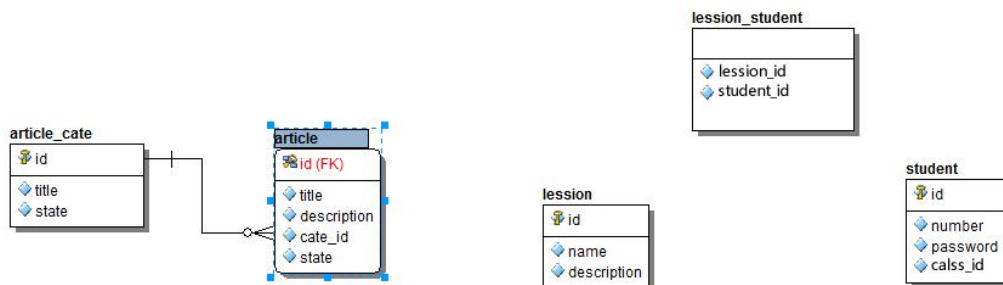 article_cate
id
title
state
article
id (FK)
title
description
cate_id
state
lession
id
name
description
lession_student
lession_id
student_id
student
id
number
password
calss_id